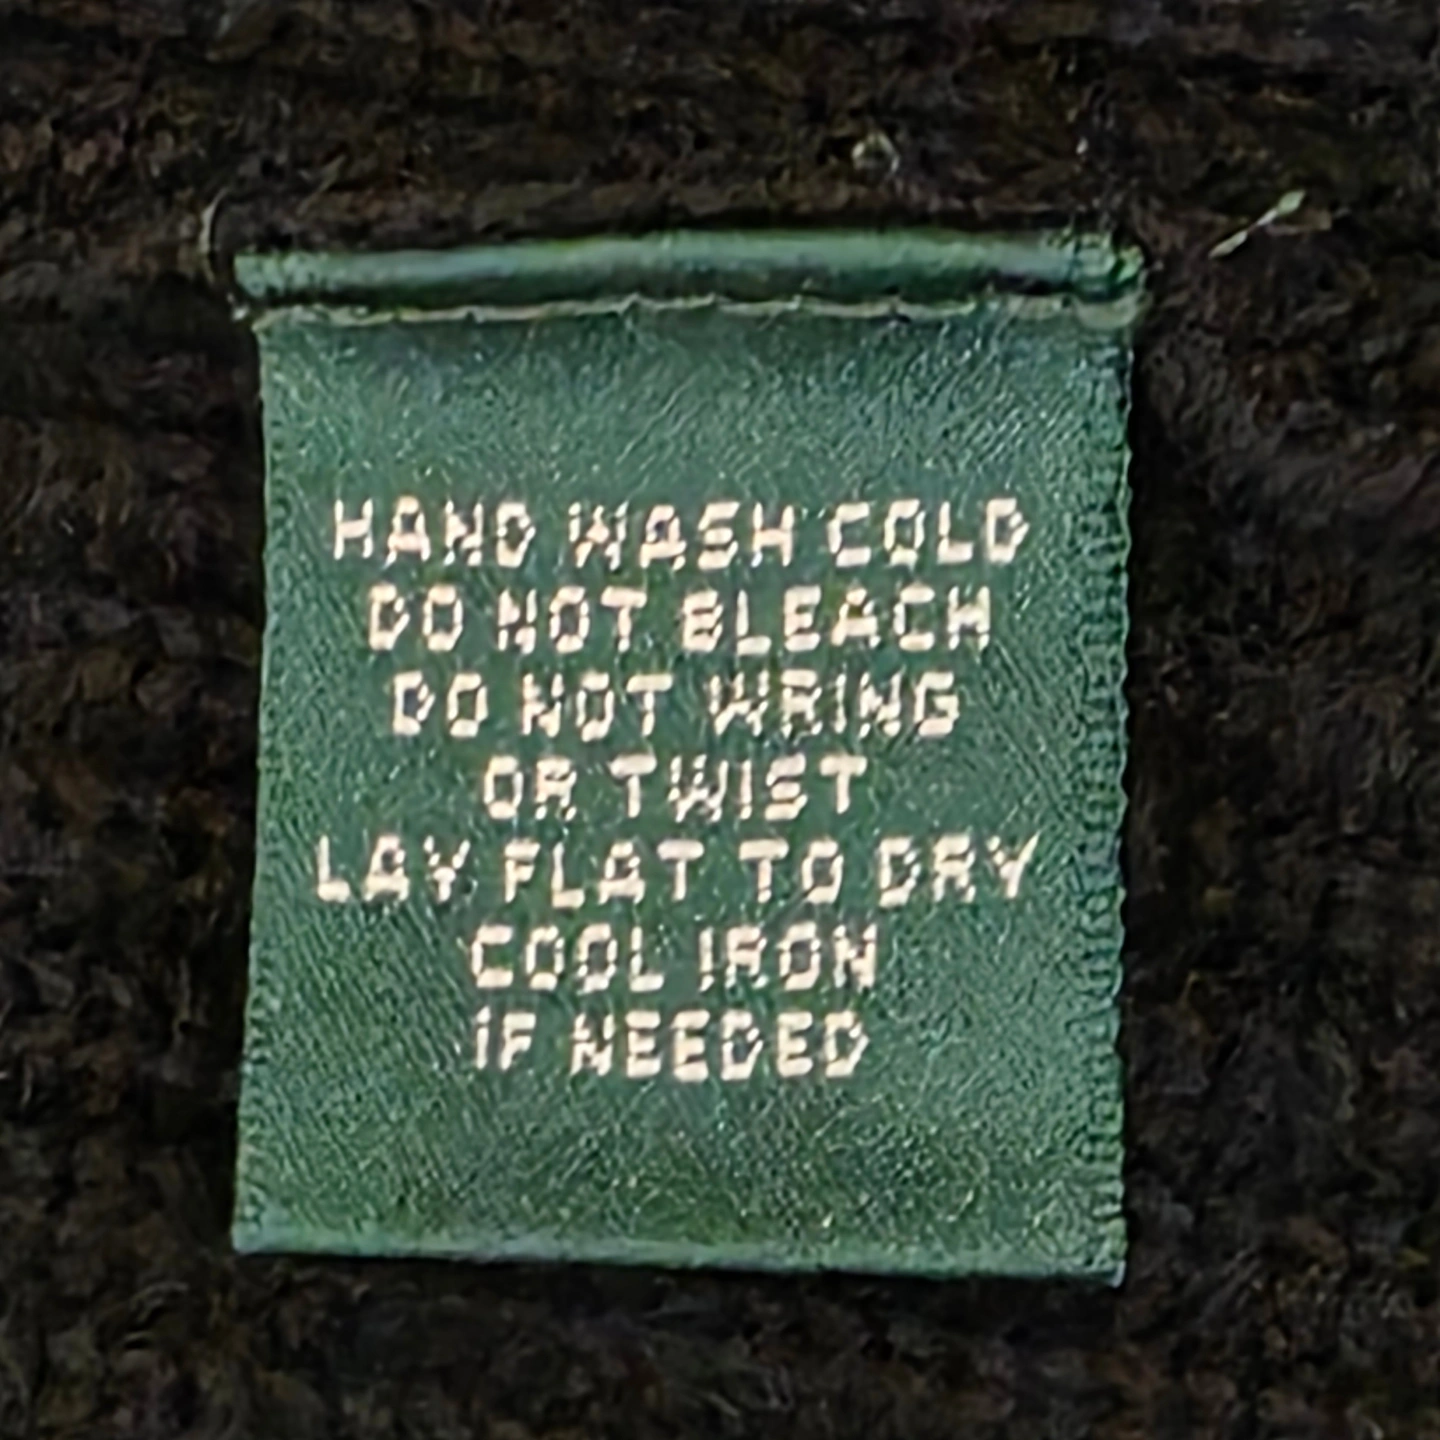 HAND WASH COLD
DO NOT BLEACH
DO NOT WRING
OR TWIST
LAY FLAT TO DRY
COOL IRON
IF NEEDED